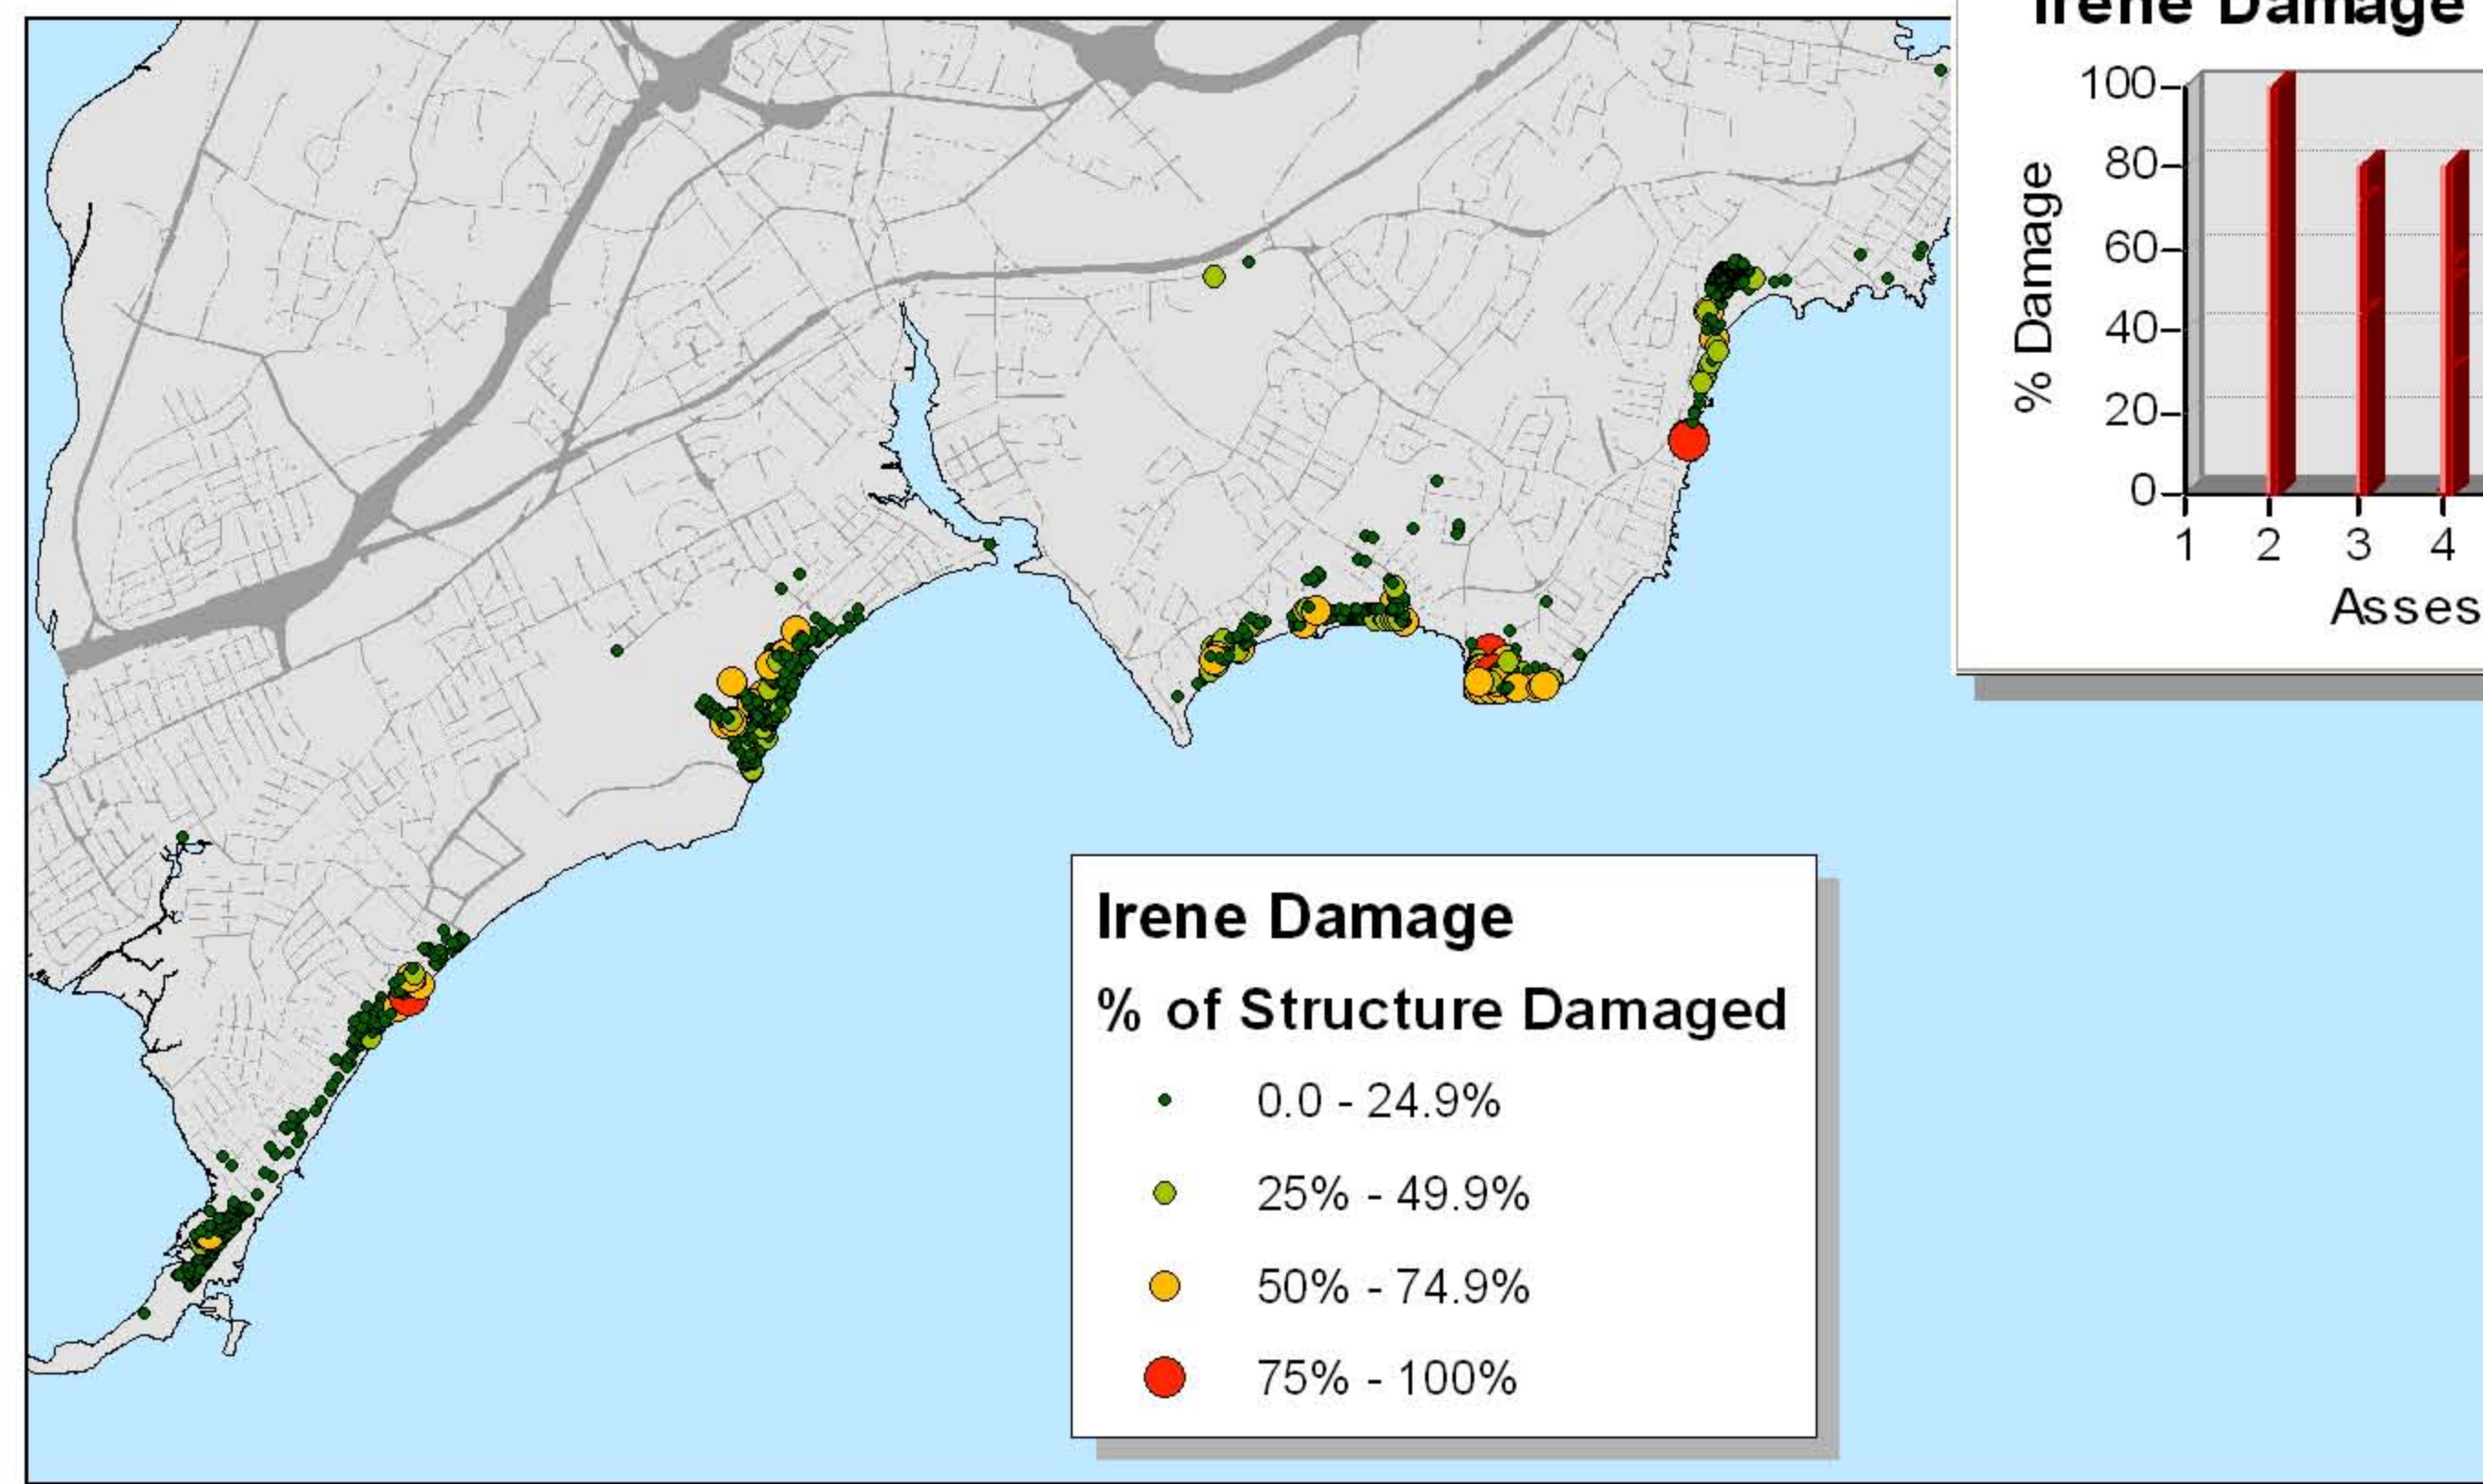 Irene Damage
100
80
60
40
20
0
% Damage
1 2 3 4
Irene Damage
% of Structure Damaged
0.0 - 24.9%
25% - 49.9%
50% - 74.9%
75% - 100%